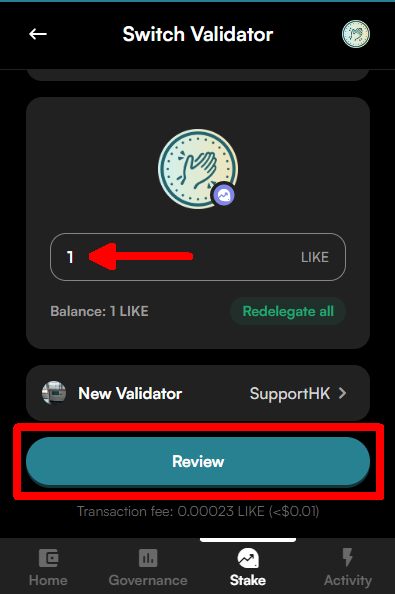 Switch Validator
1 LIKE
Balance: 1 LIKE Redelegate all
New Validator SupportHK
Review
Transaction fee: 0.00023 LIKE (<$0.01)
Home Governance Stake Activity